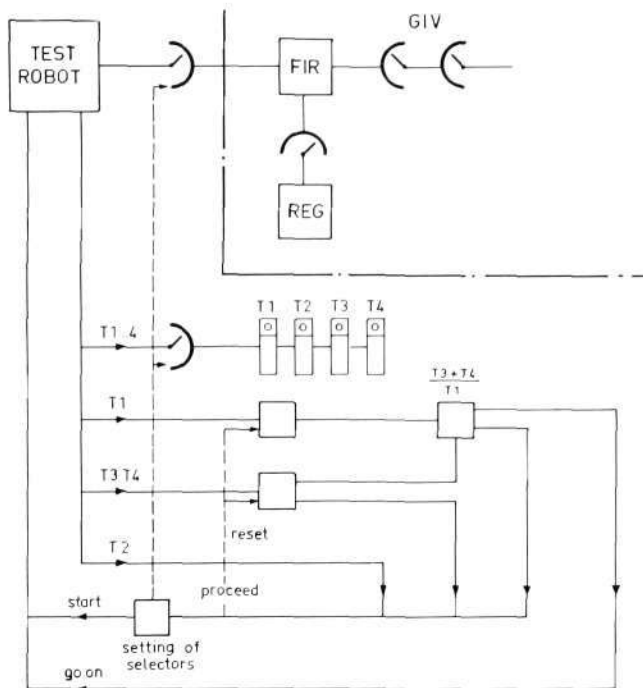 GIV
TEST
ROBOT
FIR
REG
T1 T2 T3 T4
T1..4
T3+T4
T1
T1
T3 T4
reset
T2
proceed
start
setting of
selectors
go on